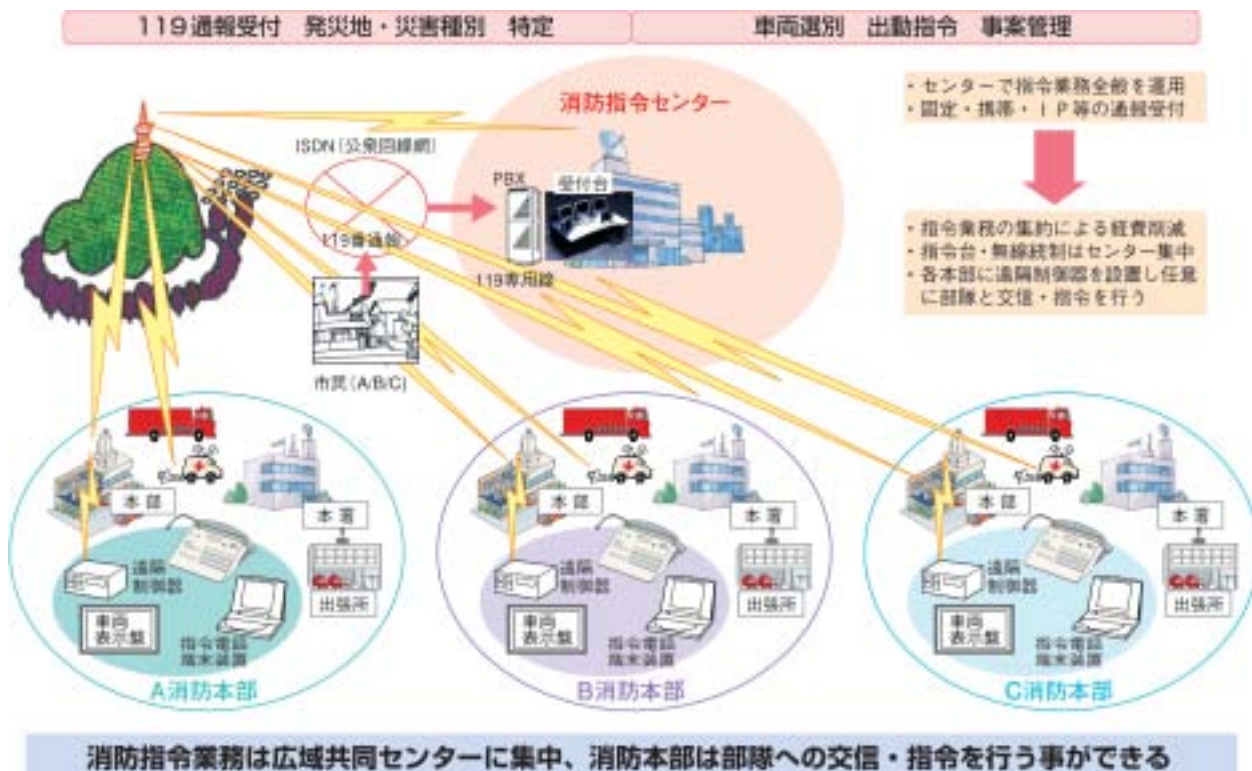 119通報受付　発災地・災害種別　特定
車両選別　出動指令　事案管理
消防指令センター
・センターで指令業務全般を運用
・固定・携帯・IP等の通報受付
ISDN(公衆回線網)
PBX
受付台
119番通報
119専用線
・指令業務の集約による経費削減
・指令台・無線統制はセンター集中
・各本部に遠隔制御器を設置し任意
に部隊と交信・指令を行う
市民(A/B/C)
本部
本署
遠隔
制御器
出張所
車両
表示盤
指令電話
端末装置
A消防本部
本部
本署
遠隔
制御器
出張所
車両
表示盤
指令電話
端末装置
B消防本部
本部
本署
遠隔
制御器
出張所
車両
表示盤
指令電話
端末装置
C消防本部
消防指令業務は広域共同センターに集中、消防本部は部隊への交信・指令を行う事ができる